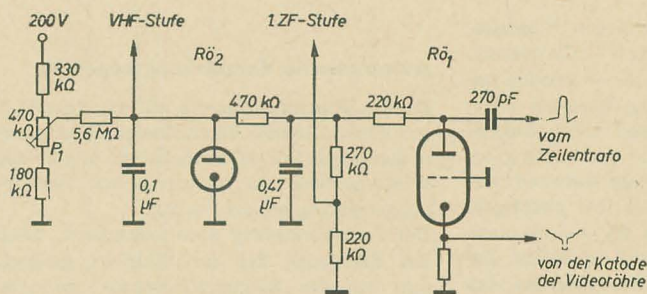 200 V
VHF-Stufe
1ZF-Stufe
Rö2
Rö1
330
kΩ
470
kΩ
P1
180
kΩ
5,6 MΩ
0,1
µF
470 kΩ
0,47
µF
270
kΩ
220
kΩ
220 kΩ
270 pF
vom
Zeilentrafo
von der Katode
der Videoröhre